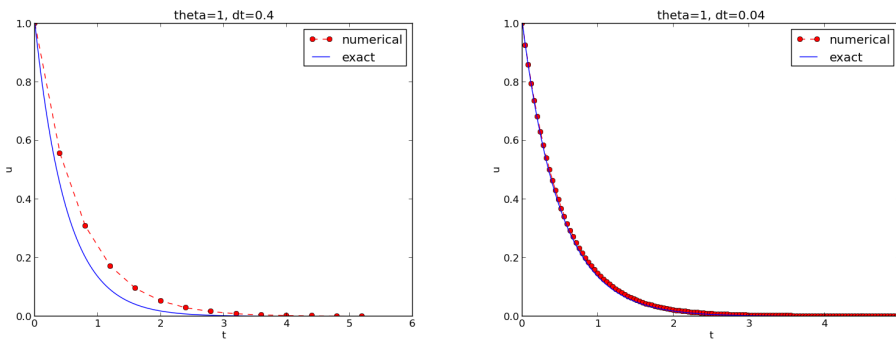 theta=1, dt=0.4
1.0
0.8
0.6
0.4
0.2
0.0
u
0 1 2 3 4 5 6
t
numerical
exact
theta=1, dt=0.04
1.0
0.8
0.6
0.4
0.2
0.0
u
0 1 2 3 4
t
numerical
exact